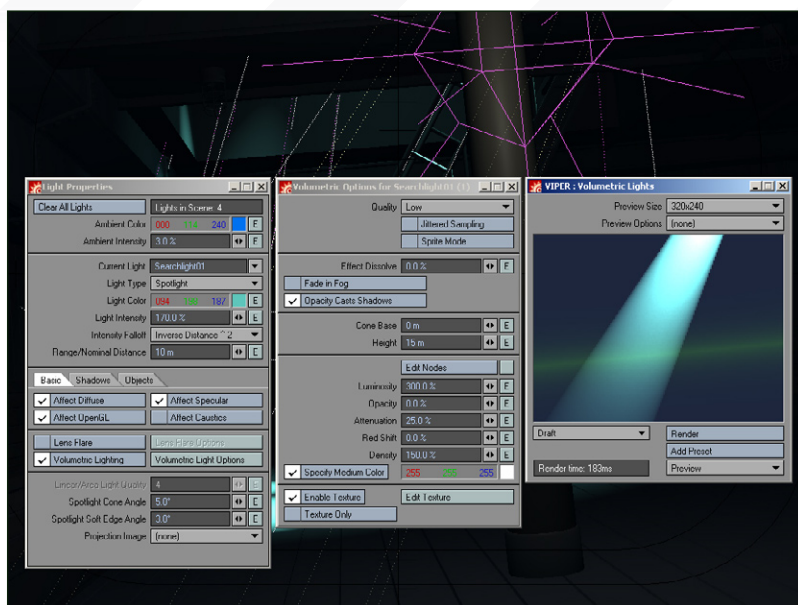 Light Properties
Clear All Lights
Lights in Scene: 4
Ambient Color 000 240 E
Ambient Intensity 3.0 % E
Current Light Searchlight01
Light Type Spotlight
Light Color 094 187 E
Light Intensity 170.0 % E
Intensity Falloff Inverse Distance ^ 2
Range/Nominal Distance 10 m E
Basic Shadows Objects
Affect Diffuse Affect Specular
Affect OpenGL Affect Caustics
Lens Flare Lens Flare Options
Volumetric Lighting Volumetric Light Options
Linear/Area Light Quality 4 E
Spotlight Cone Angle 5.0° E
Spotlight Soft Edge Angle 3.0° E
Projection Image (none)
Volumetric Options for Searchlight01 (1)
Quality Low
Jittered Sampling
Sprite Mode
Effect Dissolve 0.0 % E
Fade in Fog
Opacity Casts Shadows
Cone Base 0 m E
Height 15 m E
Edit Nodes
Luminosity 300.0 % E
Opacity 0.0 % E
Attenuation 25.0 % E
Red Shift 0.0 % E
Density 150.0 % E
Specify Medium Color 255 255 255
Enable Texture Edit Texture
Texture Only
VIPER : Volumetric Lights
Preview Size 320x240
Preview Options (none)
Draft Render
Add Preset
Render time: 183ms Preview